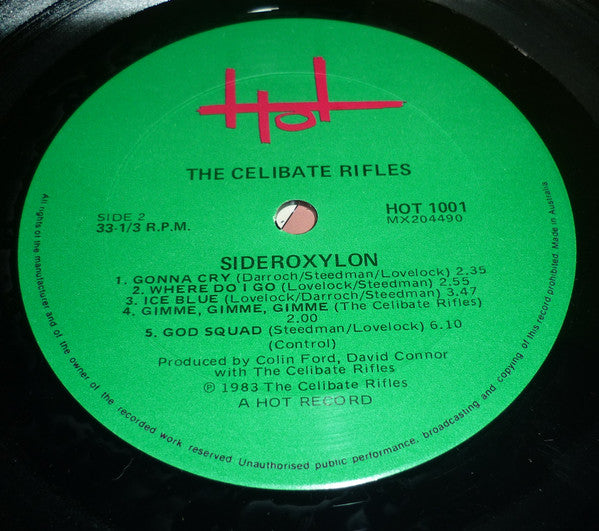 Hot
THE CELIBATE RIFLES
SIDE 2
33-1/3 R.P.M.
HOT 1001
MX204490
SIDEROXYLON
1. GONNA CRY (Darroch/Steedman/Lovelock) 2.35
2. WHERE DO I GO (Lovelock/Steedman) 2.55
3. ICE BLUE (Lovelock/Darroch/Steedman) 3.47
4. GIMME, GIMME, GIMME (The Celibate Rifles)
2.00
5. GOD SQUAD (Steedman/Lovelock) 6.10
(Control)
Produced by Colin Ford, David Connor
with The Celibate Rifles
℗ 1983 The Celibate Rifles
A HOT RECORD
All rights of the manufacturer and of the owner of the recorded work reserved. Unauthorised public performance, broadcasting and copying of this record prohibited. Made in Australia.